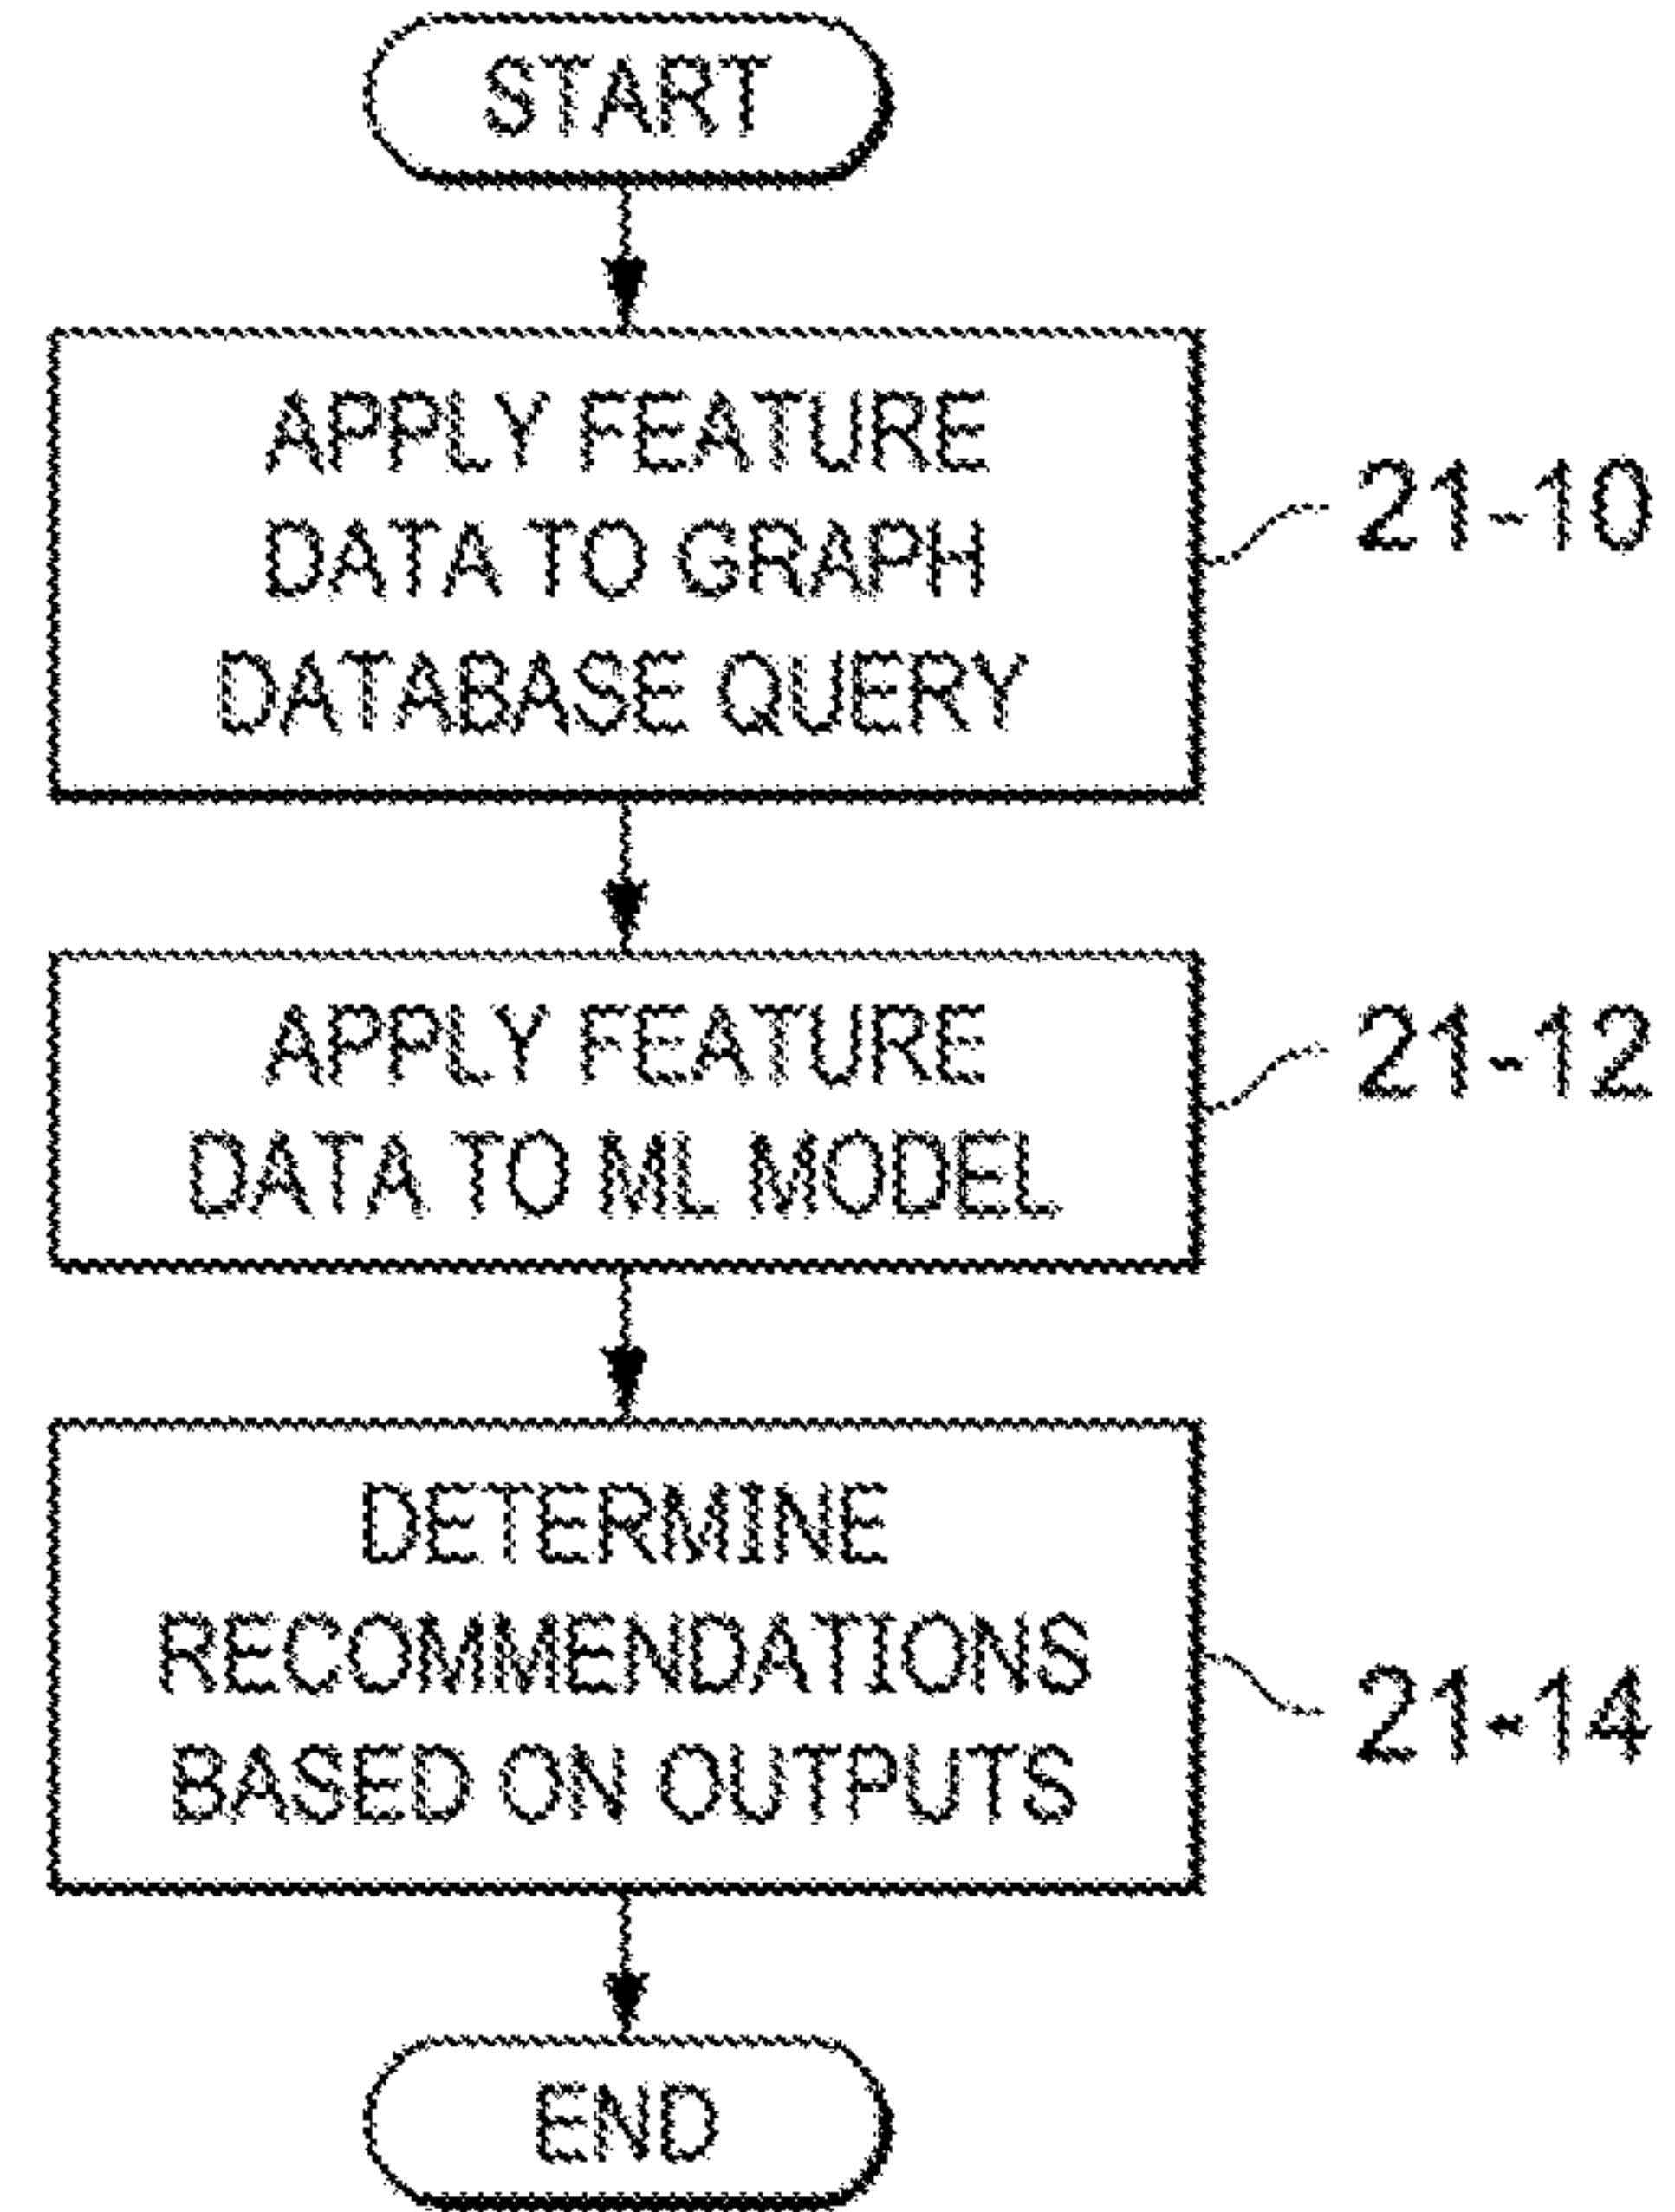 START
APPLY FEATURE
DATA TO GRAPH
DATABASE QUERY
21-10
APPLY FEATURE
DATA TO ML MODEL
21-12
DETERMINE
RECOMMENDATIONS
BASED ON OUTPUTS
21-14
END